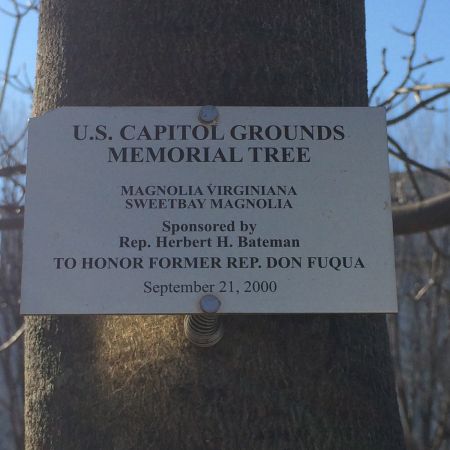 U.S. CAPITOL GROUNDS
MEMORIAL TREE
MAGNOLIA VIRGINIANA
SWEETBAY MAGNOLIA
Sponsored by
Rep. Herbert H. Bateman
TO HONOR FORMER REP. DON FUQUA
September 21, 2000